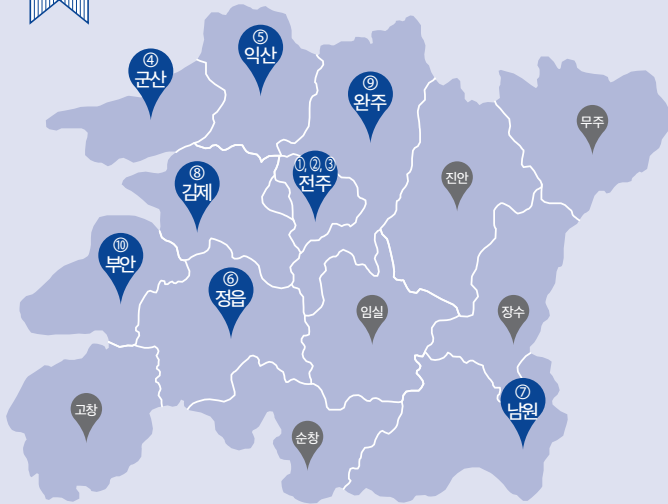 ⑤
익산
④
군산
⑨
완주
무주
①, ②, ③
전주
⑧
김제
진안
⑩
부안
⑥
정읍
임실
장수
⑦
남원
고창
순창